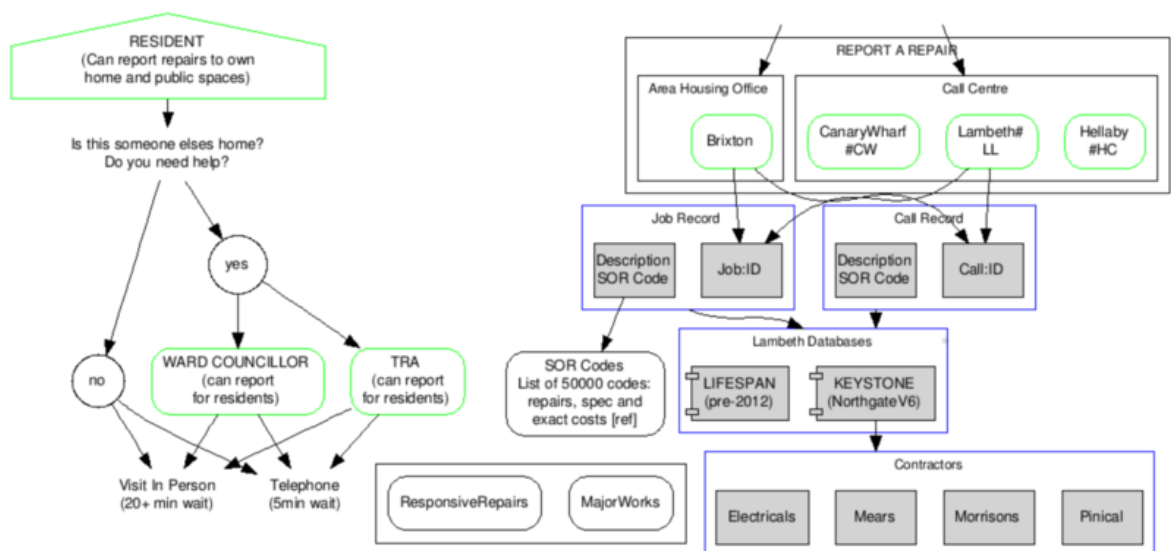 RESIDENT
(Can report repairs to own
home and public spaces)
Is this someone elses home?
Do you need help?
yes
no
WARD COUNCILLOR
(can report
for residents)
TRA
(can report
for residents)
Visit In Person
(20+ min wait)
Telephone
(5min wait)
REPORT A REPAIR
Area Housing Office
Brixton
Call Centre
CanaryWharf
#CW
Lambeth#
LL
Hellaby
#HC
Job Record
Description
SOR Code
Job:ID
Call Record
Description
SOR Code
Call:ID
SOR Codes
List of 50000 codes:
repairs, spec and
exact costs [ref]
Lambeth Databases
LIFESPAN
(pre-2012)
KEYSTONE
(NorthgateV6)
ResponsiveRepairs
MajorWorks
Contractors
Electricals
Mears
Morrisons
Pinical